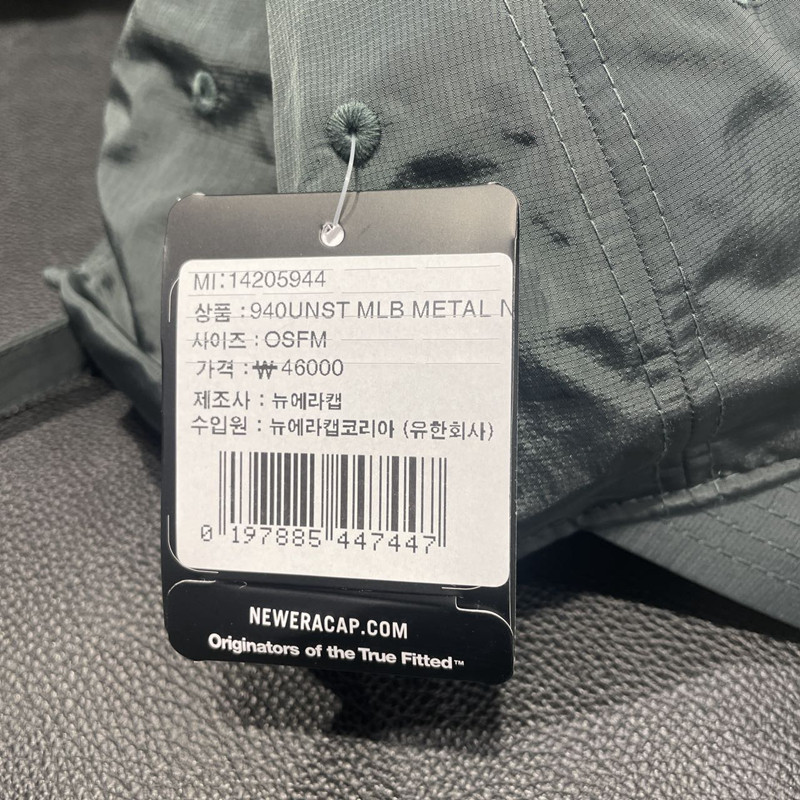 MI:14205944
상품 : 940UNST MLB METAL N
사이즈 : OSFM
가격 : ₩46000
제조사 : 뉴에라캡
수입원 : 뉴에라캡코리아 (유한회사)
0 197885 447447
NEWERACAP.COM
Originators of the True Fitted™